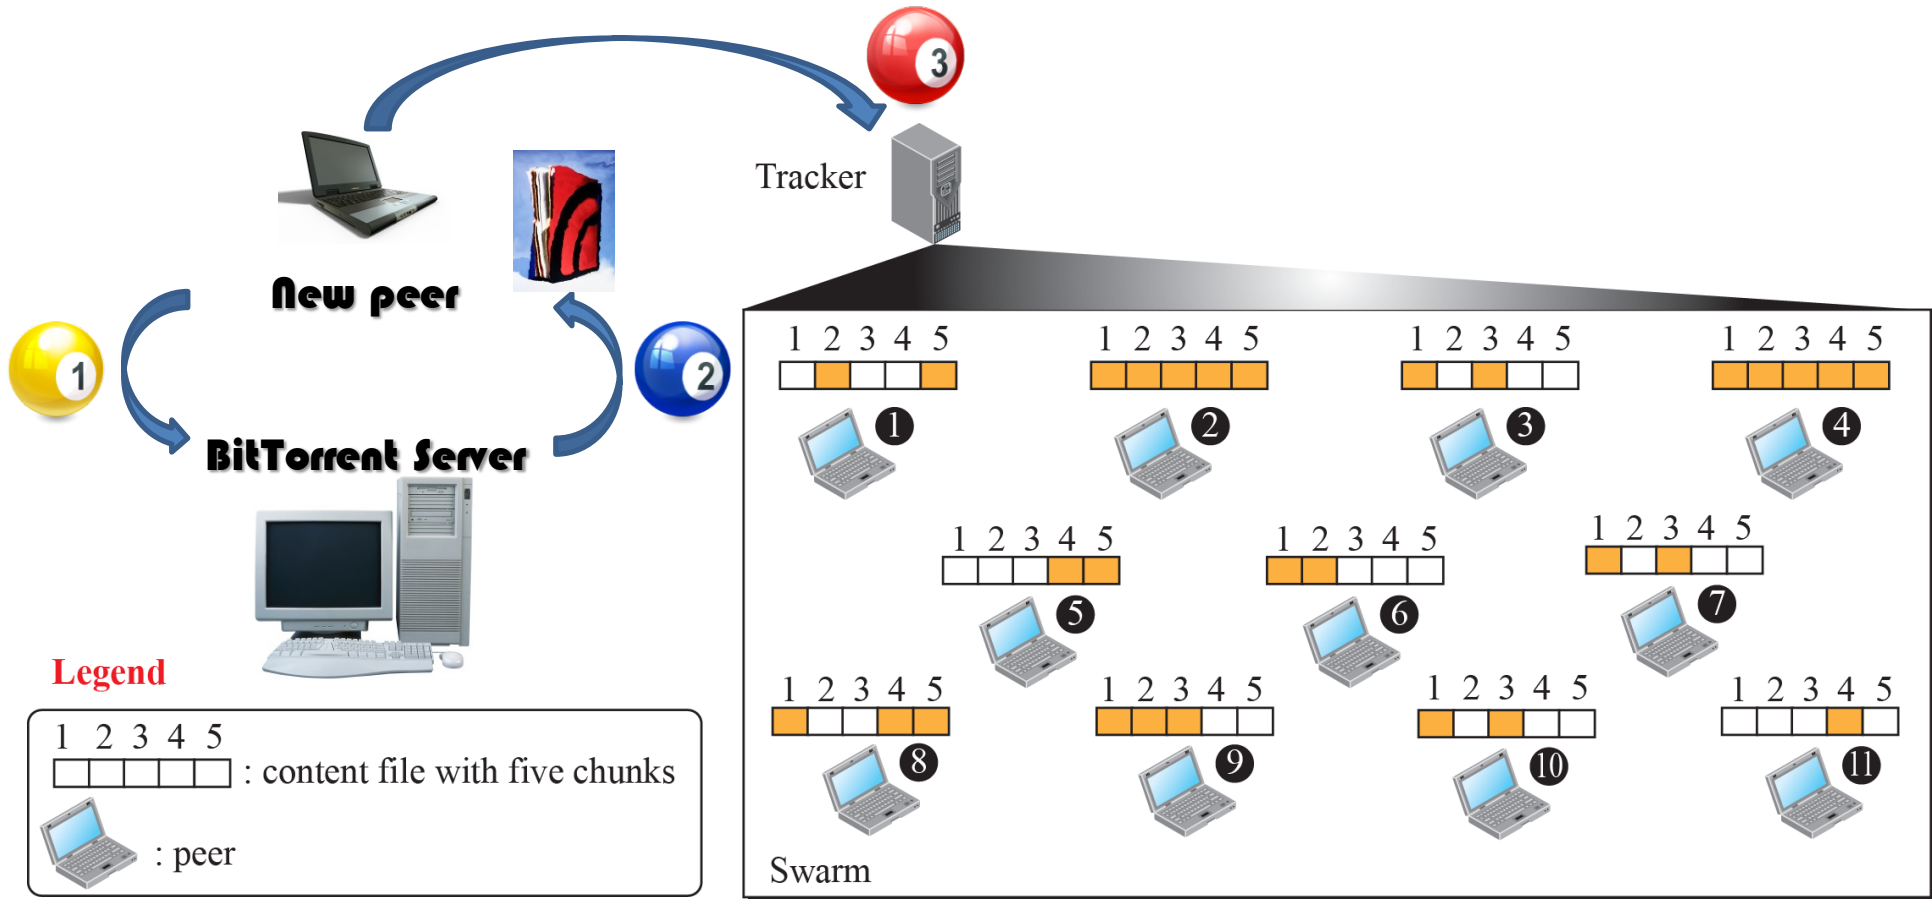 3
Tracker
New peer
1
2
BitTorrent Server
Legend
1 2 3 4 5
: content file with five chunks
: peer
1 2 3 4 5
1 2 3 4 5
1 2 3 4 5
1 2 3 4 5
1
2
3
4
1 2 3 4 5
1 2 3 4 5
1 2 3 4 5
5
6
7
1 2 3 4 5
1 2 3 4 5
1 2 3 4 5
1 2 3 4 5
8
9
10
11
Swarm